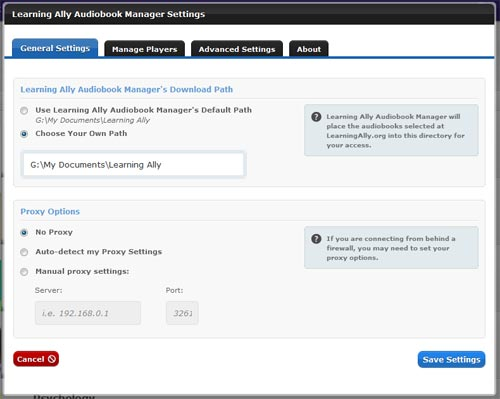 Learning Ally Audiobook Manager Settings
General Settings
Manage Players
Advanced Settings
About
Learning Ally Audiobook Manager's Download Path
Use Learning Ally Audiobook Manager's Default Path
G:\My Documents\Learning Ally
Choose Your Own Path
G:\My Documents\Learning Ally
? Learning Ally Audiobook Manager will
place the audiobooks selected at
LearningAlly.org into this directory for
your access.
Proxy Options
No Proxy
Auto-detect my Proxy Settings
Manual proxy settings:
Server:
Port:
i.e. 192.168.0.1
3261
? If you are connecting from behind a
firewall, you may need to set your
proxy options.
Cancel
Save Settings
Psychology